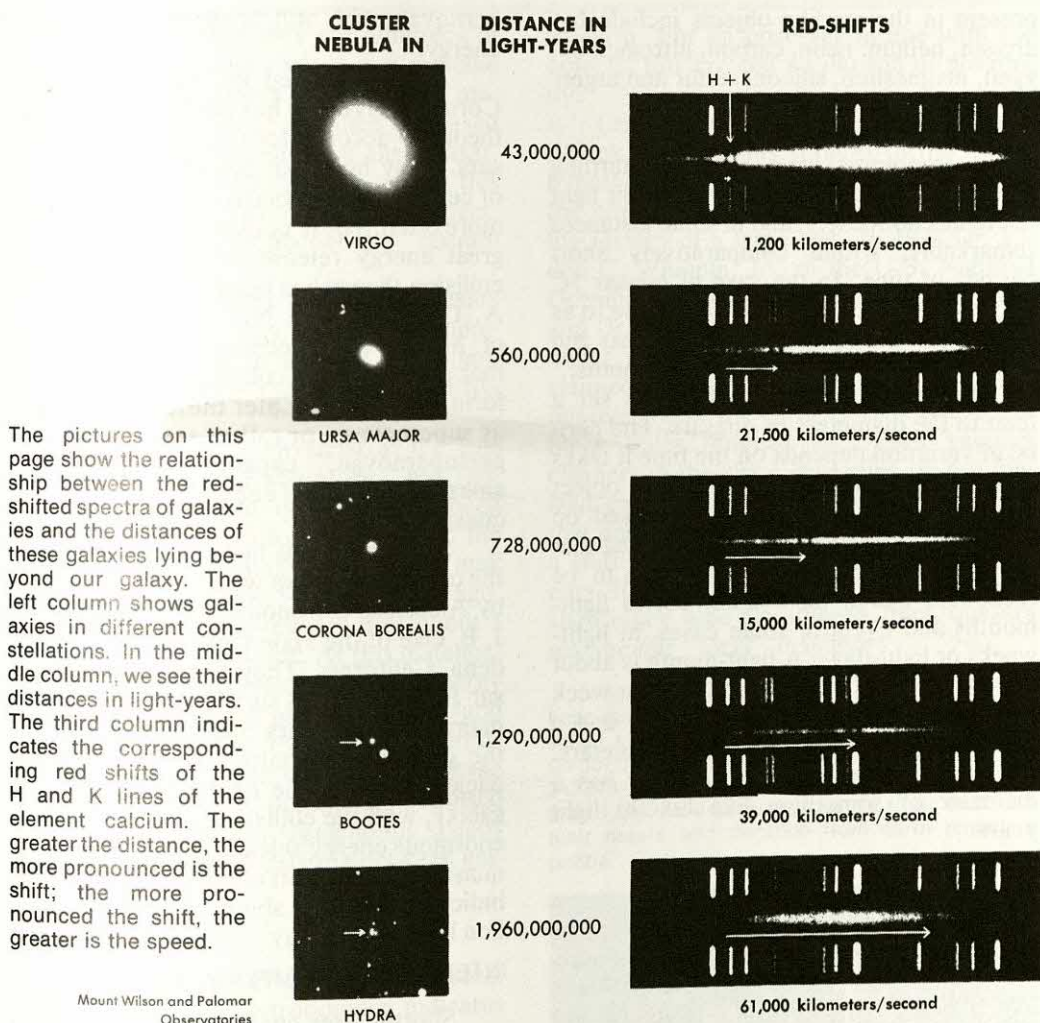 CLUSTER
NEBULA IN
DISTANCE IN
LIGHT-YEARS
RED-SHIFTS
H + K
43,000,000
VIRGO
1,200 kilometers/second
560,000,000
URSA MAJOR
21,500 kilometers/second
728,000,000
CORONA BOREALIS
15,000 kilometers/second
1,290,000,000
BOOTES
39,000 kilometers/second
1,960,000,000
HYDRA
61,000 kilometers/second
The pictures on this
page show the relation-
ship between the red-
shifted spectra of galax-
ies and the distances of
these galaxies lying be-
yond our galaxy. The
left column shows gal-
axies in different con-
stellations. In the mid-
dle column, we see their
distances in light-years.
The third column indi-
cates the correspond-
ing red shifts of the
H and K lines of the
element calcium. The
greater the distance, the
more pronounced is the
shift; the more pro-
nounced the shift, the
greater is the speed.
Mount Wilson and Palomar
Observatories